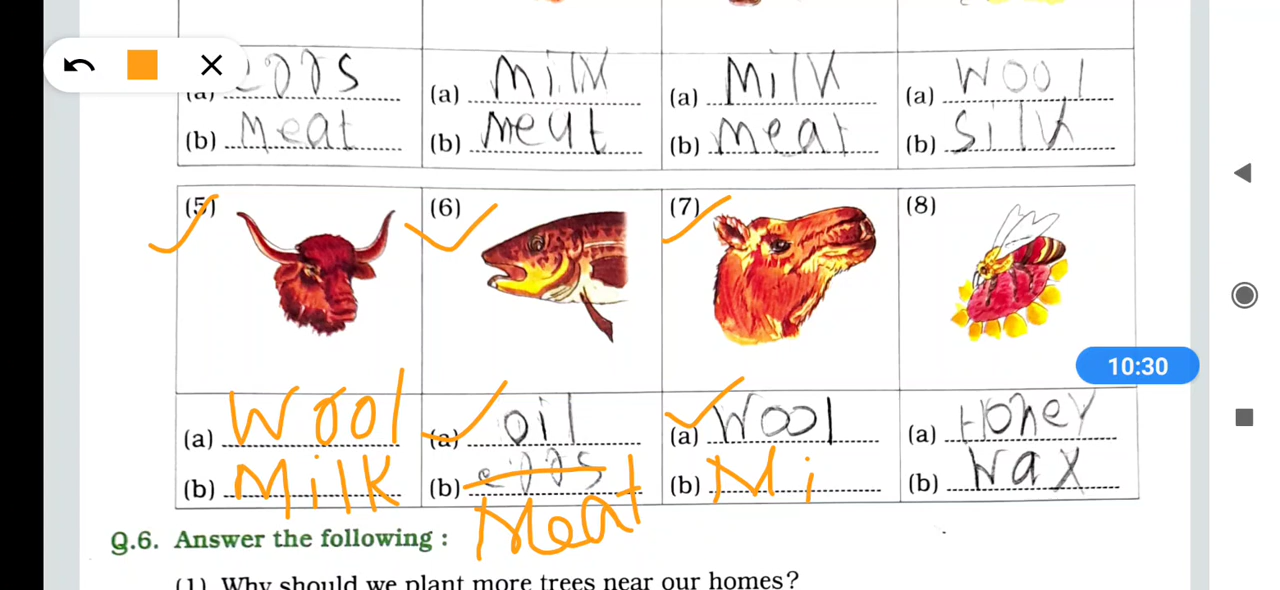 (a) eggs (a) Milk (a) Milk (a) Wool
(b) Meat (b) Meat (b) Meat (b) Silk
(5) (6) (7) (8)
10:30
(a) Wool (a) oil (a) Wool (a) Honey
(b) Milk (b) eggs (b) Mi (b) Wax
Meat
Q.6. Answer the following :
(1) Why should we plant more trees near our homes?